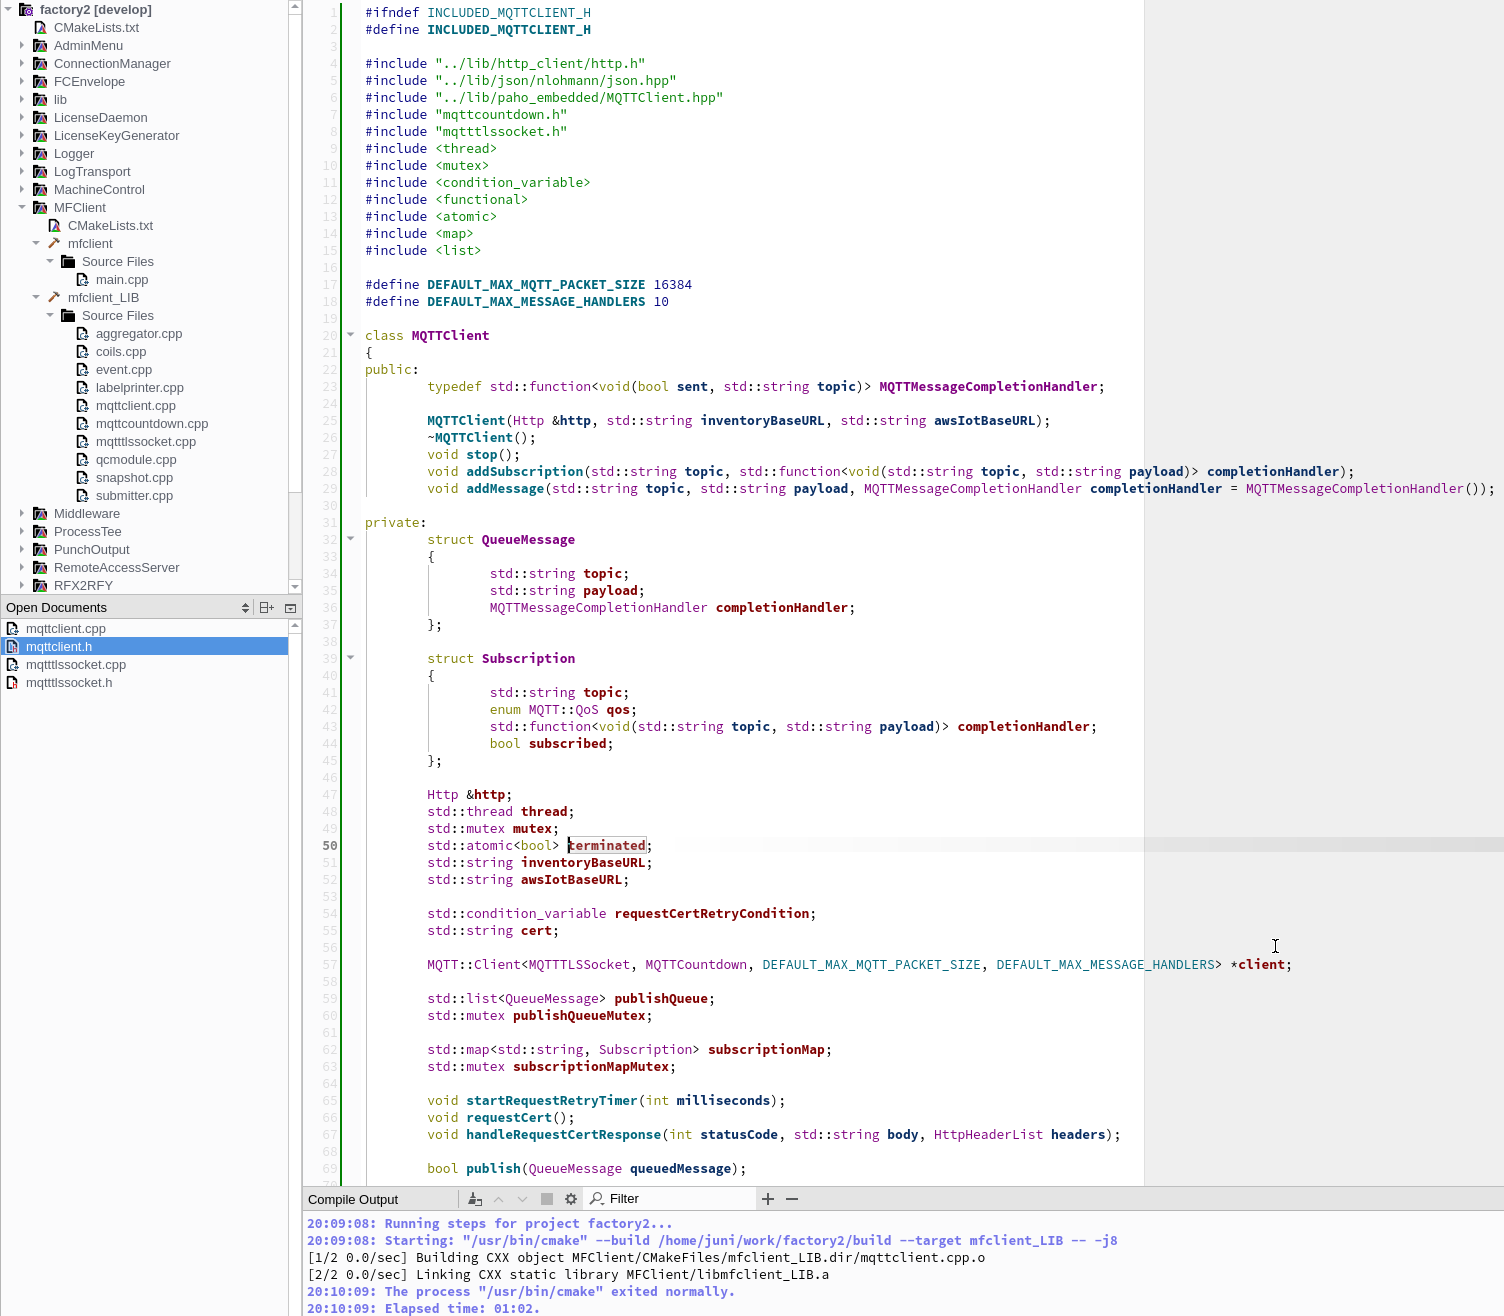 factory2 [develop]
CMakeLists.txt
AdminMenu
ConnectionManager
FCEnvelope
lib
LicenseDaemon
LicenseKeyGenerator
Logger
LogTransport
MachineControl
MFClient
CMakeLists.txt
mfclient
Source Files
main.cpp
mfclient_LIB
Source Files
aggregator.cpp
coils.cpp
event.cpp
labelprinter.cpp
mqttclient.cpp
mqttcountdown.cpp
mqtttlssocket.cpp
qcmodule.cpp
snapshot.cpp
submitter.cpp
Middleware
ProcessTee
PunchOutput
RemoteAccessServer
RFX2RFY
Open Documents
mqttclient.cpp
mqttclient.h
mqtttlssocket.cpp
mqtttlssocket.h
1 #ifndef INCLUDED_MQTTCLIENT_H
2 #define INCLUDED_MQTTCLIENT_H
3
4 #include "../lib/http_client/http.h"
5 #include "../lib/json/nlohmann/json.hpp"
6 #include "../lib/paho_embedded/MQTTClient.hpp"
7 #include "mqttcountdown.h"
8 #include "mqtttlssocket.h"
9 #include <thread>
10 #include <mutex>
11 #include <condition_variable>
12 #include <functional>
13 #include <atomic>
14 #include <map>
15 #include <list>
16
17 #define DEFAULT_MAX_MQTT_PACKET_SIZE 16384
18 #define DEFAULT_MAX_MESSAGE_HANDLERS 10
19
20 class MQTTClient
21 {
22 public:
23 typedef std::function<void(bool sent, std::string topic)> MQTTMessageCompletionHandler;
24
25 MQTTClient(Http &http, std::string inventoryBaseURL, std::string awsIotBaseURL);
26 ~MQTTClient();
27 void stop();
28 void addSubscription(std::string topic, std::function<void(std::string topic, std::string payload)> completionHandler);
29 void addMessage(std::string topic, std::string payload, MQTTMessageCompletionHandler completionHandler = MQTTMessageCompletionHandler());
30
31 private:
32 struct QueueMessage
33 {
34 std::string topic;
35 std::string payload;
36 MQTTMessageCompletionHandler completionHandler;
37 };
38
39 struct Subscription
40 {
41 std::string topic;
42 enum MQTT::QoS qos;
43 std::function<void(std::string topic, std::string payload)> completionHandler;
44 bool subscribed;
45 };
46
47 Http &http;
48 std::thread thread;
49 std::mutex mutex;
50 std::atomic<bool> terminated;
51 std::string inventoryBaseURL;
52 std::string awsIotBaseURL;
53
54 std::condition_variable requestCertRetryCondition;
55 std::string cert;
56
57 MQTT::Client<MQTTTLSSocket, MQTTCountdown, DEFAULT_MAX_MQTT_PACKET_SIZE, DEFAULT_MAX_MESSAGE_HANDLERS> *client;
58
59 std::list<QueueMessage> publishQueue;
60 std::mutex publishQueueMutex;
61
62 std::map<std::string, Subscription> subscriptionMap;
63 std::mutex subscriptionMapMutex;
64
65 void startRequestRetryTimer(int milliseconds);
66 void requestCert();
67 void handleRequestCertResponse(int statusCode, std::string body, HttpHeaderList headers);
68
69 bool publish(QueueMessage queuedMessage);
Compile Output
Filter
20:09:08: Running steps for project factory2...
20:09:08: Starting: "/usr/bin/cmake" --build /home/juni/work/factory2/build --target mfclient_LIB -- -j8
[1/2 0.0/sec] Building CXX object MFClient/CMakeFiles/mfclient_LIB.dir/mqttclient.cpp.o
[2/2 0.0/sec] Linking CXX static library MFClient/libmfclient_LIB.a
20:10:09: The process "/usr/bin/cmake" exited normally.
20:10:09: Elapsed time: 01:02.